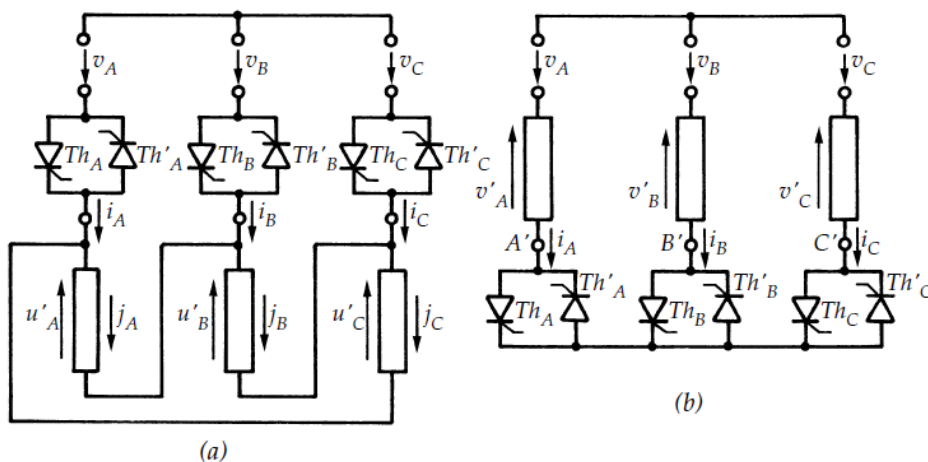 v_A v_B v_C v_A v_B v_C
Th_A Th'_A Th_B Th'_B Th_C Th'_C
v'_A v'_B v'_C
i_A i_B i_C
A' i_A B' i_B C' i_C
u'_A j_A u'_B j_B u'_C j_C
Th_A Th'_A Th_B Th'_B Th_C Th'_C
(a) (b)